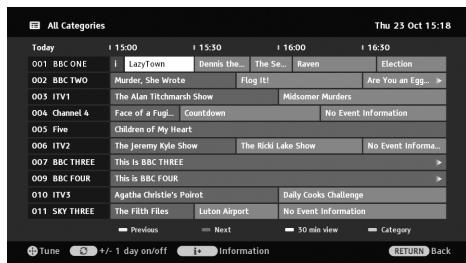 All Categories Thu 23 Oct 15:18
Today 15:00 15:30 16:00 16:30
001 BBC ONE i LazyTown Dennis the... The Se... Raven Election
002 BBC TWO Murder, She Wrote Flog It! Are You an Egg...
003 ITV1 The Alan Titchmarsh Show Midsomer Murders
004 Channel 4 Face of a Fugi... Countdown No Event Information
005 Five Children of My Heart
006 ITV2 The Jeremy Kyle Show The Ricki Lake Show No Event Informa...
007 BBC THREE This Is BBC THREE
009 BBC FOUR This is BBC FOUR
010 ITV3 Agatha Christie's Poirot Daily Cooks Challenge
011 SKY THREE The Filth Files Luton Airport No Event Information
Previous Next 30 min view Category
Tune +/- 1 day on/off i+ Information RETURN Back